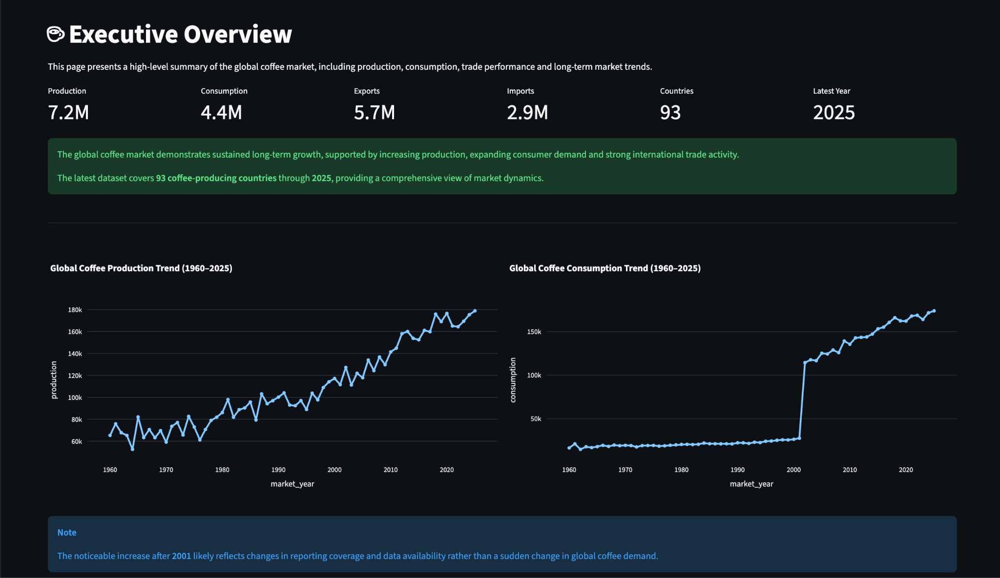 Executive Overview
This page presents a high-level summary of the global coffee market, including production, consumption, trade performance and long-term market trends.
Production
7.2M
Consumption
4.4M
Exports
5.7M
Imports
2.9M
Countries
93
Latest Year
2025
The global coffee market demonstrates sustained long-term growth, supported by increasing production, expanding consumer demand and strong international trade activity.
The latest dataset covers 93 coffee-producing countries through 2025, providing a comprehensive view of market dynamics.
Global Coffee Production Trend (1960–2025)
180k
160k
140k
120k
100k
80k
60k
production
1960 1970 1980 1990 2000 2010 2020
market_year
Global Coffee Consumption Trend (1960–2025)
150k
100k
50k
consumption
1960 1970 1980 1990 2000 2010 2020
market_year
Note
The noticeable increase after 2001 likely reflects changes in reporting coverage and data availability rather than a sudden change in global coffee demand.